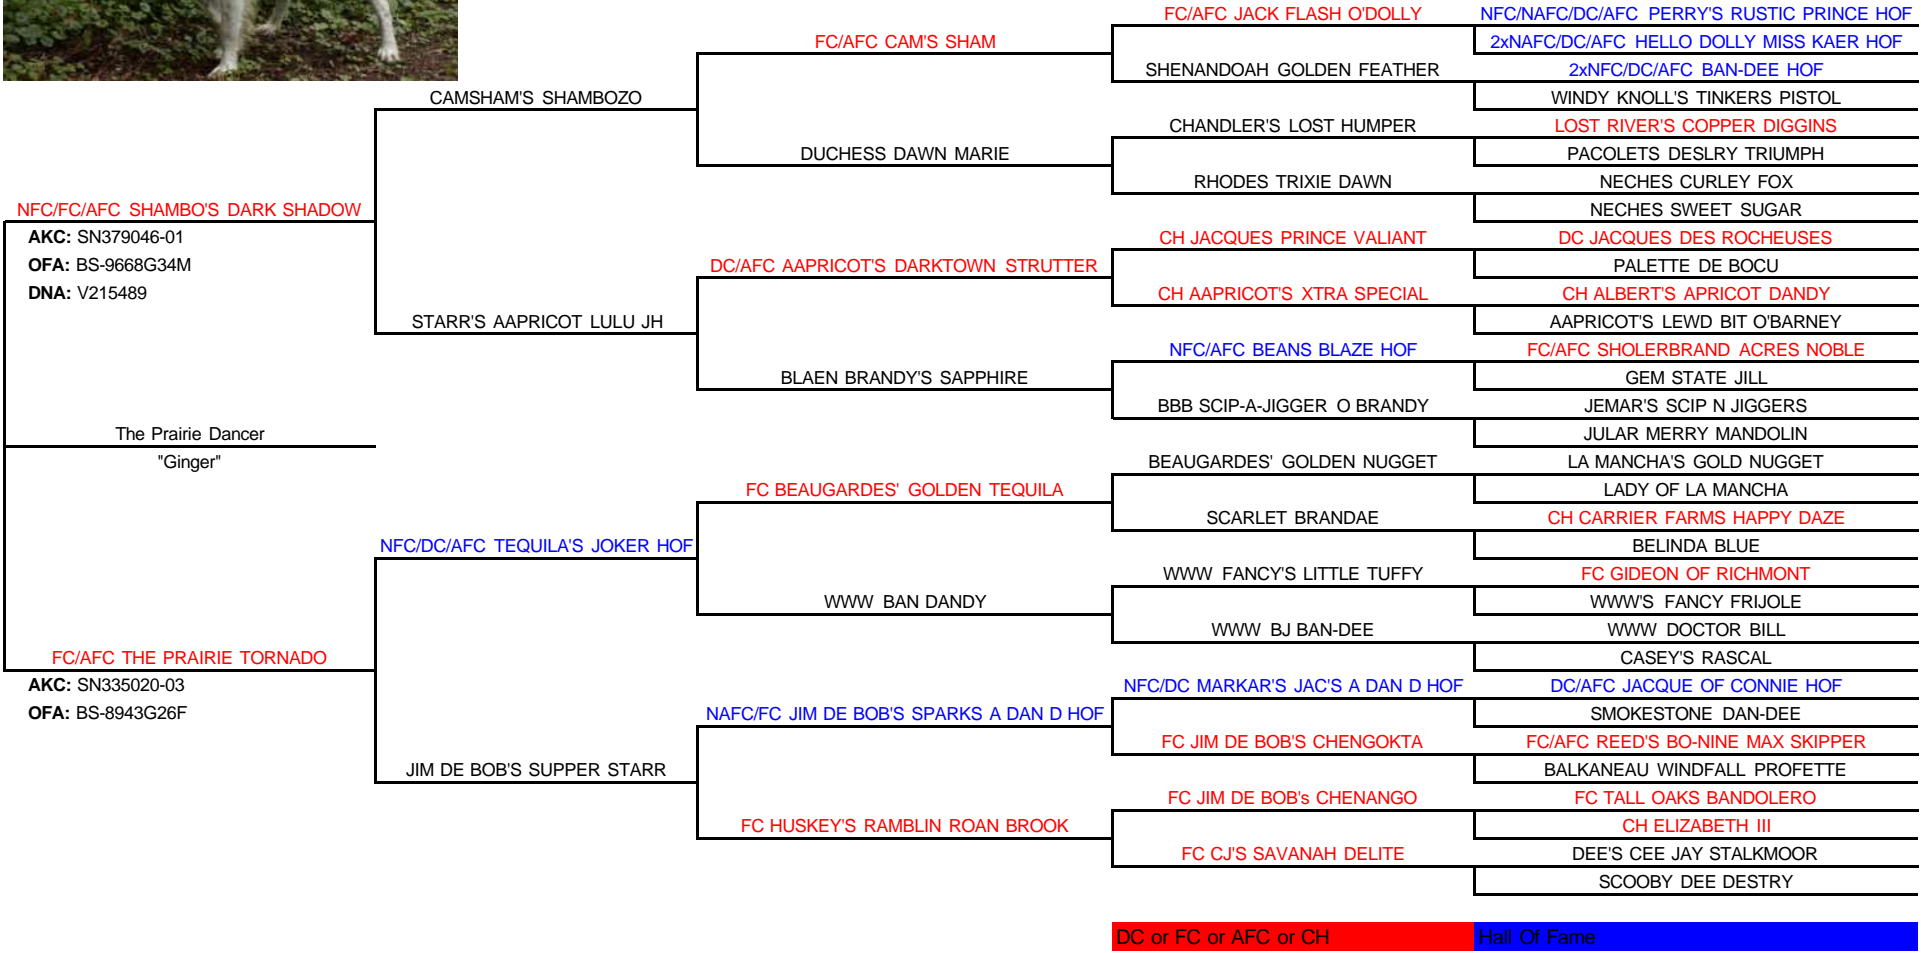 FC/AFC JACK FLASH O'DOLLY
NFC/NAFC/DC/AFC PERRY'S RUSTIC PRINCE HOF
FC/AFC CAM'S SHAM
2xNAFC/DC/AFC HELLO DOLLY MISS KAER HOF
SHENANDOAH GOLDEN FEATHER
2xNFC/DC/AFC BAN-DEE HOF
CAMSHAM'S SHAMBOZO
WINDY KNOLL'S TINKERS PISTOL
CHANDLER'S LOST HUMPER
LOST RIVER'S COPPER DIGGINS
DUCHESS DAWN MARIE
PACOLETS DESLRY TRIUMPH
RHODES TRIXIE DAWN
NECHES CURLEY FOX
NFC/FC/AFC SHAMBO'S DARK SHADOW
NECHES SWEET SUGAR
AKC: SN379046-01
CH JACQUES PRINCE VALIANT
DC JACQUES DES ROCHEUSES
OFA: BS-9668G34M
DC/AFC AAPRICOT'S DARKTOWN STRUTTER
PALETTE DE BOCU
DNA: V215489
CH AAPRICOT'S XTRA SPECIAL
CH ALBERT'S APRICOT DANDY
STARR'S AAPRICOT LULU JH
AAPRICOT'S LEWD BIT O'BARNEY
NFC/AFC BEANS BLAZE HOF
FC/AFC SHOLERBRAND ACRES NOBLE
BLAEN BRANDY'S SAPPHIRE
GEM STATE JILL
BBB SCIP-A-JIGGER O BRANDY
JEMAR'S SCIP N JIGGERS
The Prairie Dancer
JULAR MERRY MANDOLIN
"Ginger"
BEAUGARDES' GOLDEN NUGGET
LA MANCHA'S GOLD NUGGET
FC BEAUGARDES' GOLDEN TEQUILA
LADY OF LA MANCHA
SCARLET BRANDAE
CH CARRIER FARMS HAPPY DAZE
NFC/DC/AFC TEQUILA'S JOKER HOF
BELINDA BLUE
WWW FANCY'S LITTLE TUFFY
FC GIDEON OF RICHMONT
WWW BAN DANDY
WWW'S FANCY FRIJOLE
WWW BJ BAN-DEE
WWW DOCTOR BILL
FC/AFC THE PRAIRIE TORNADO
CASEY'S RASCAL
AKC: SN335020-03
NFC/DC MARKAR'S JAC'S A DAN D HOF
DC/AFC JACQUE OF CONNIE HOF
OFA: BS-8943G26F
NAFC/FC JIM DE BOB'S SPARKS A DAN D HOF
SMOKESTONE DAN-DEE
FC JIM DE BOB'S CHENGOKTA
FC/AFC REED'S BO-NINE MAX SKIPPER
JIM DE BOB'S SUPPER STARR
BALKANEAU WINDFALL PROFETTE
FC JIM DE BOB's CHENANGO
FC TALL OAKS BANDOLERO
FC HUSKEY'S RAMBLIN ROAN BROOK
CH ELIZABETH III
FC CJ'S SAVANAH DELITE
DEE'S CEE JAY STALKMOOR
SCOOBY DEE DESTRY
DC or FC or AFC or CH
Hall Of Fame